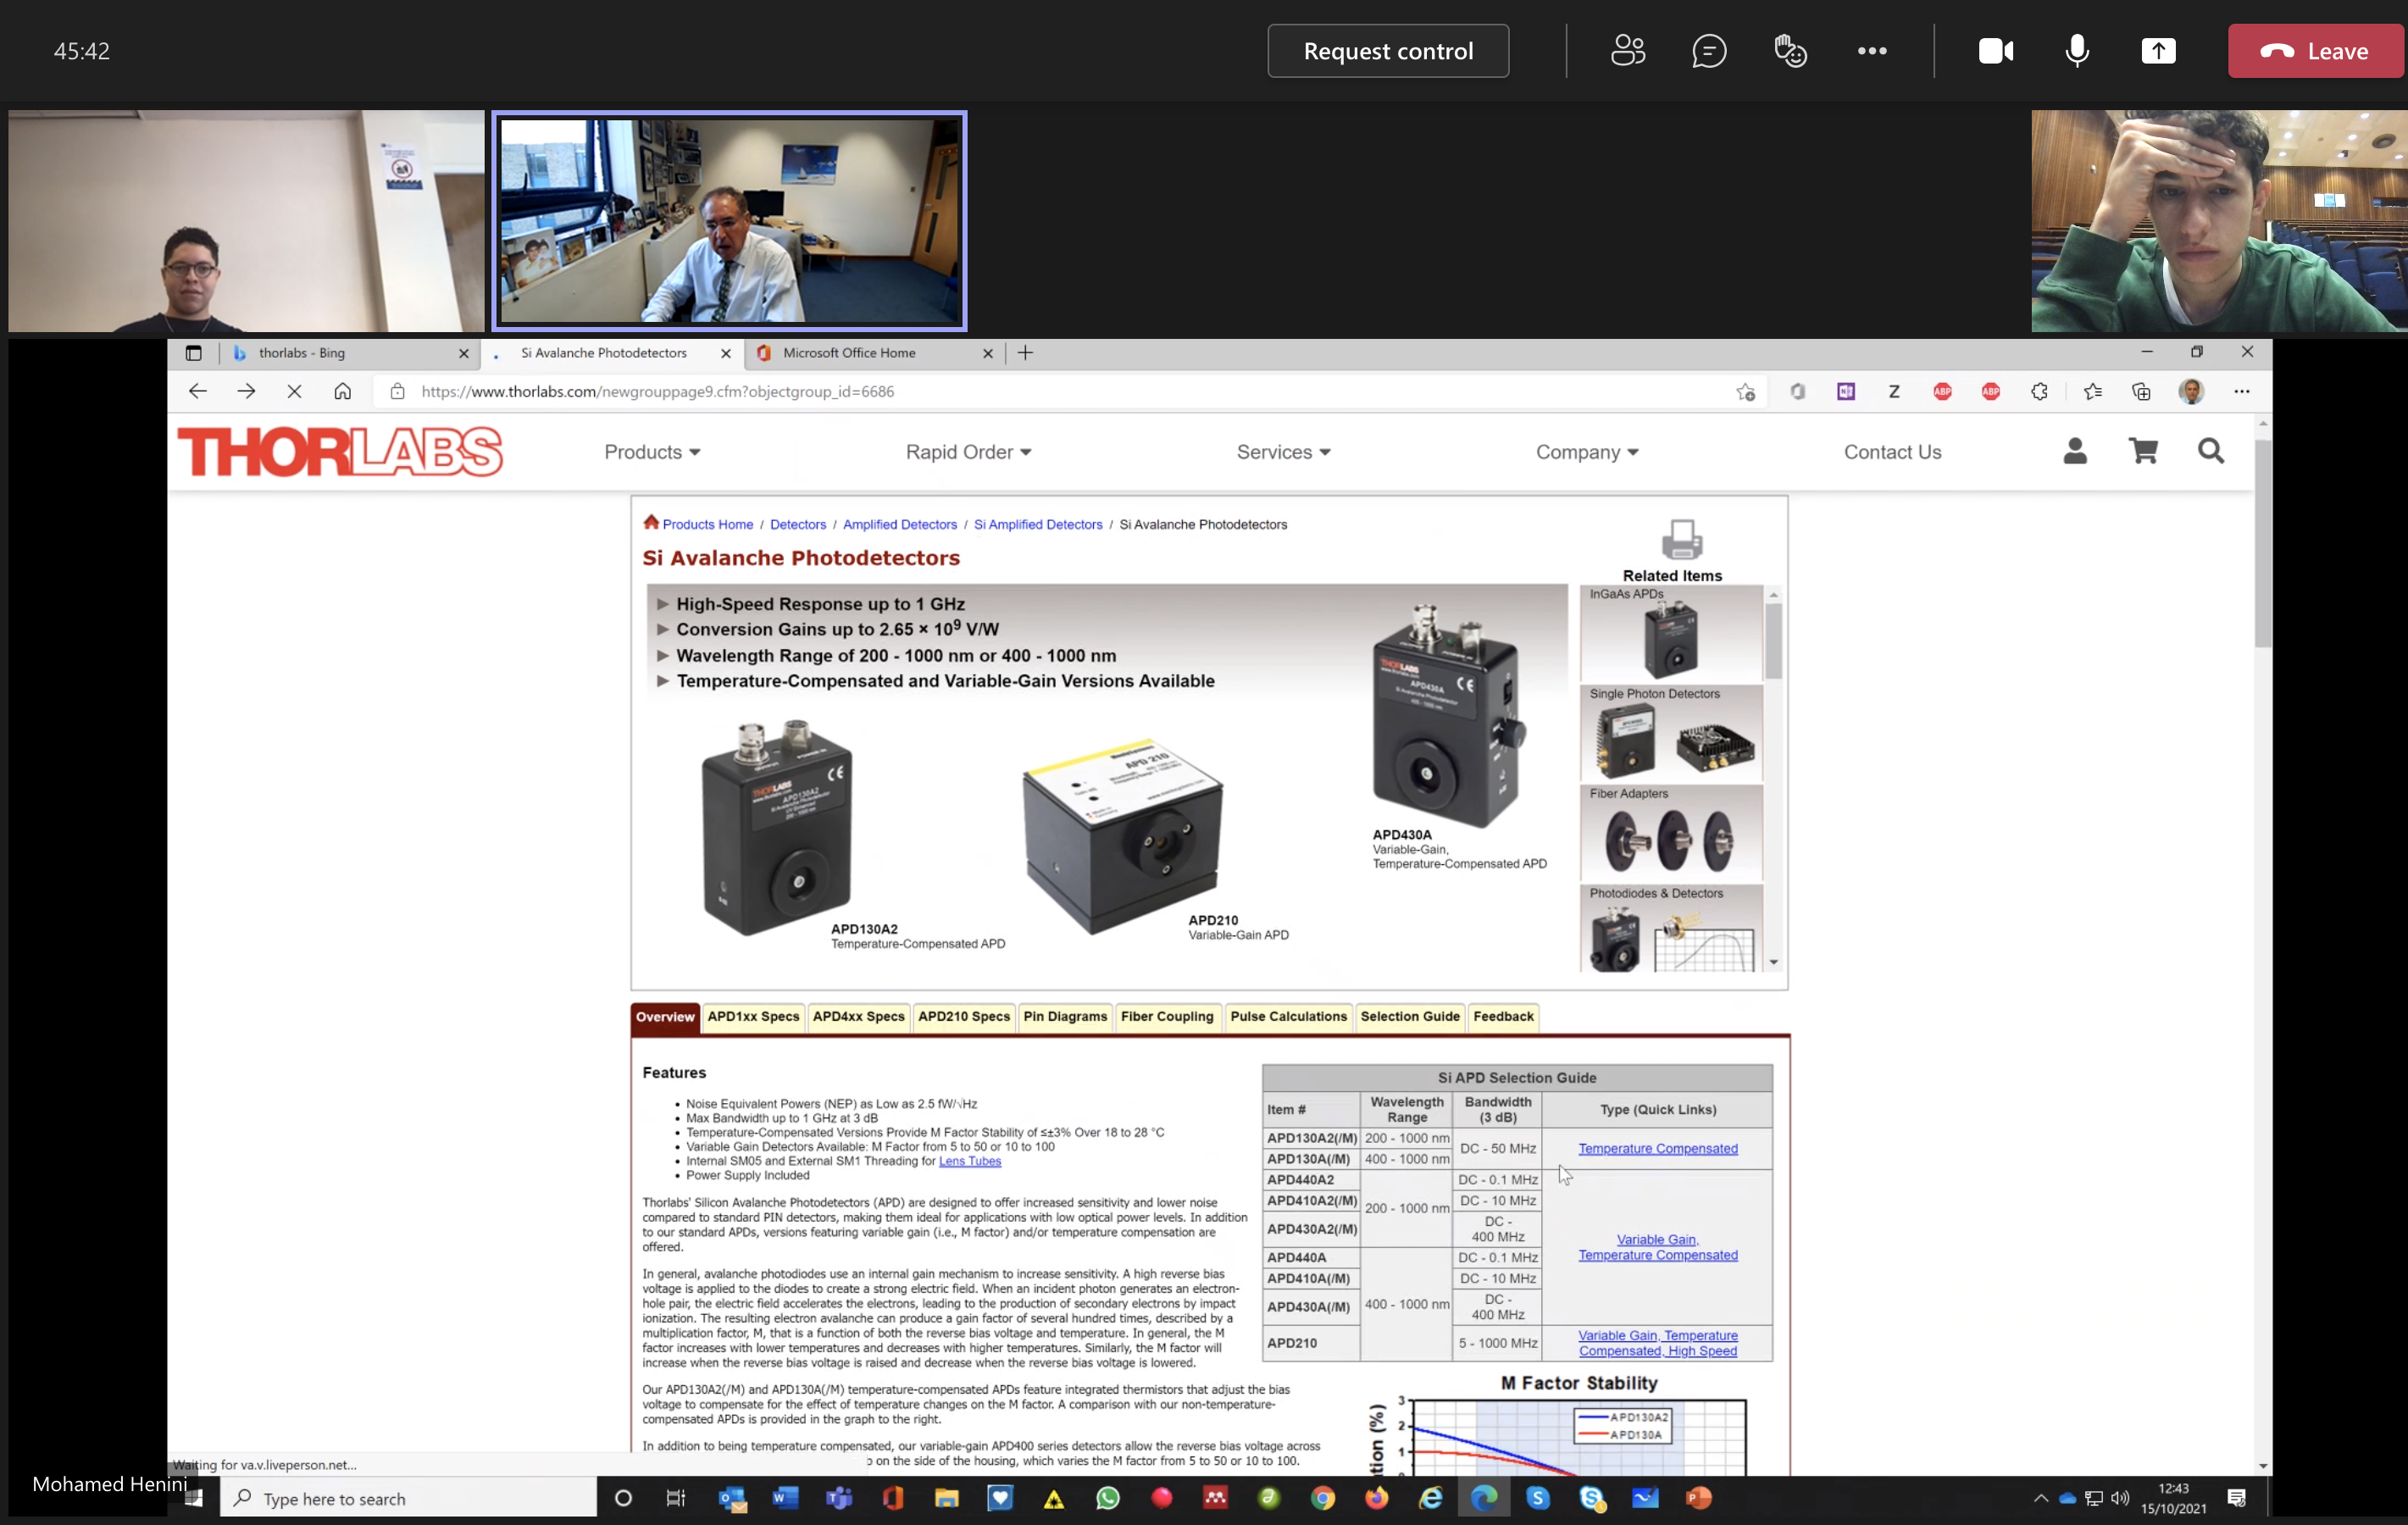 45:42
Request control
Leave
thorlabs - Bing
Si Avalanche Photodetectors
Microsoft Office Home
https://www.thorlabs.com/newgrouppage9.cfm?objectgroup_id=6686
THORLABS
Products
Rapid Order
Services
Company
Contact Us
Products Home / Detectors / Amplified Detectors / Si Amplified Detectors / Si Avalanche Photodetectors
Si Avalanche Photodetectors
High-Speed Response up to 1 GHz
Conversion Gains up to 2.65 × 10⁹ V/W
Wavelength Range of 200 - 1000 nm or 400 - 1000 nm
Temperature-Compensated and Variable-Gain Versions Available
APD130A2
Temperature-Compensated APD
APD210
Variable-Gain APD
APD430A
Variable-Gain,
Temperature-Compensated APD
Related Items
InGaAs APDs
Single Photon Detectors
Fiber Adapters
Photodiodes & Detectors
Overview
APD1xx Specs
APD4xx Specs
APD210 Specs
Pin Diagrams
Fiber Coupling
Pulse Calculations
Selection Guide
Feedback
Features
• Noise Equivalent Powers (NEP) as Low as 2.5 fW/√Hz
• Max Bandwidth up to 1 GHz at 3 dB
• Temperature-Compensated Versions Provide M Factor Stability of ≤±3% Over 18 to 28 °C
• Variable Gain Detectors Available: M Factor from 5 to 50 or 10 to 100
• Internal SM05 and External SM1 Threading for Lens Tubes
• Power Supply Included
Thorlabs' Silicon Avalanche Photodetectors (APD) are designed to offer increased sensitivity and lower noise
compared to standard PIN detectors, making them ideal for applications with low optical power levels. In addition
to our standard APDs, versions featuring variable gain (i.e., M factor) and/or temperature compensation are
offered.
In general, avalanche photodiodes use an internal gain mechanism to increase sensitivity. A high reverse bias
voltage is applied to the diodes to create a strong electric field. When an incident photon generates an electron-
hole pair, the electric field accelerates the electrons, leading to the production of secondary electrons by impact
ionization. The resulting electron avalanche can produce a gain factor of several hundred times, described by a
multiplication factor, M, that is a function of both the reverse bias voltage and temperature. In general, the M
factor increases with lower temperatures and decreases with higher temperatures. Similarly, the M factor will
increase when the reverse bias voltage is raised and decrease when the reverse bias voltage is lowered.
Our APD130A2(/M) and APD130A(/M) temperature-compensated APDs feature integrated thermistors that adjust the bias
voltage to compensate for the effect of temperature changes on the M factor. A comparison with our non-temperature-
compensated APDs is provided in the graph to the right.
In addition to being temperature compensated, our variable-gain APD400 series detectors allow the reverse bias voltage across
on the side of the housing, which varies the M factor from 5 to 50 or 10 to 100.
Si APD Selection Guide
Item #
Wavelength
Range
Bandwidth
(3 dB)
Type (Quick Links)
APD130A2(/M) 200 - 1000 nm
DC - 50 MHz
Temperature Compensated
APD130A(/M) 400 - 1000 nm
APD440A2
DC - 0.1 MHz
APD410A2(/M)
200 - 1000 nm
DC - 10 MHz
APD430A2(/M)
DC -
400 MHz
Variable Gain,
Temperature Compensated
APD440A
DC - 0.1 MHz
APD410A(/M)
DC - 10 MHz
400 - 1000 nm
APD430A(/M)
DC -
400 MHz
APD210
5 - 1000 MHz
Variable Gain, Temperature
Compensated, High Speed
M Factor Stability
3
2
1
APD130A2
APD130A
Waiting for va.v.liveperson.net...
Mohamed Henini
Type here to search
12:43
15/10/2021